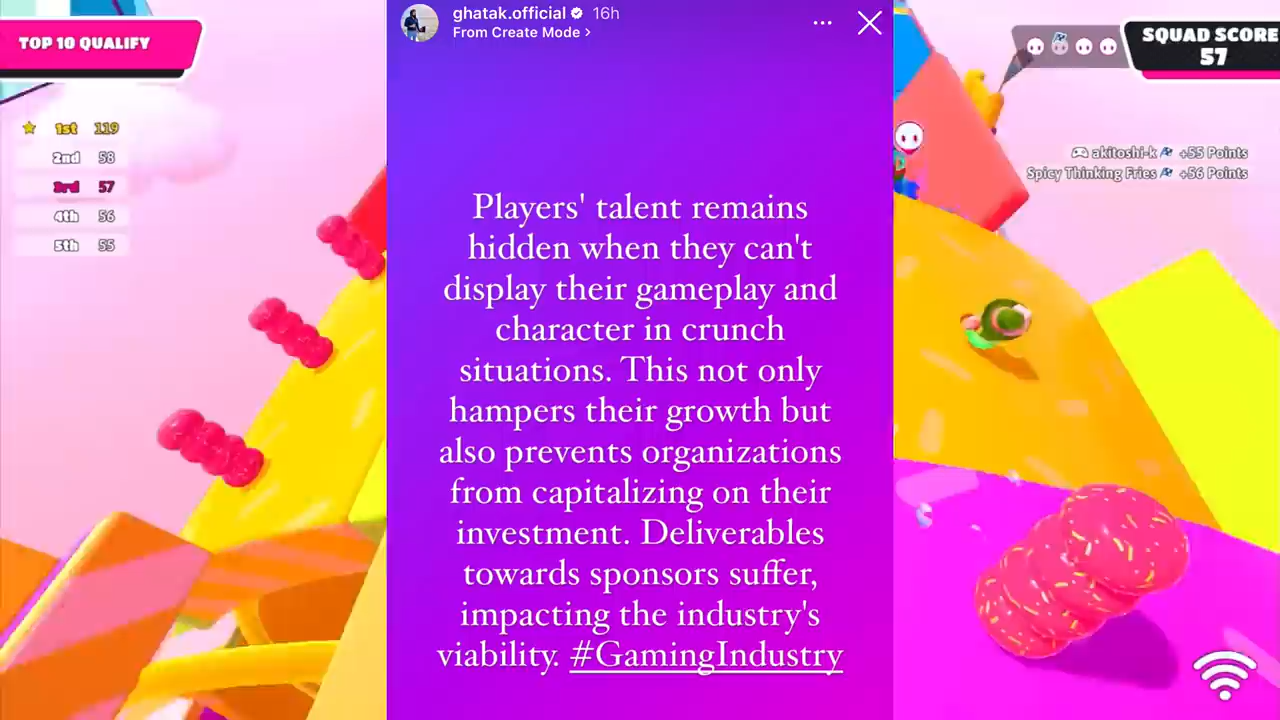 TOP 10 QUALIFY
1st 119
2nd 58
3rd 57
4th 56
5th 55
ghatak.official 16h
From Create Mode >
Players' talent remains
hidden when they can't
display their gameplay and
character in crunch
situations. This not only
hampers their growth but
also prevents organizations
from capitalizing on their
investment. Deliverables
towards sponsors suffer,
impacting the industry's
viability. #GamingIndustry
SQUAD SCORE
57
akitoshi-k +55 Points
Spicy Thinking Fries +56 Points